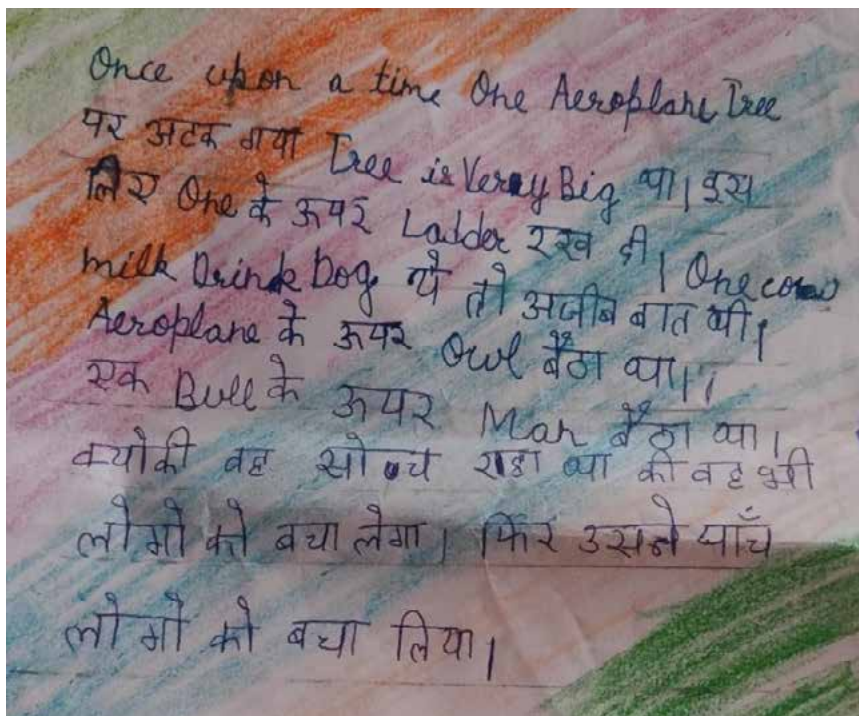 Once upon a time One Aeroplane Tree
पर अटक गया Tree is Very Big था। इस
लिए One के ऊपर Ladder रख दी। One cow
milk Drink Dog ये तो अजीब बात थी।
Aeroplane के ऊपर Owl बैठा था।।
एक Bull के ऊपर Man बैठा था।
क्योकी वह सोच राहा था की वह भी
लोगो को बचा लेगा। फिर उसने पाँच
लोगो को बचा लिया।